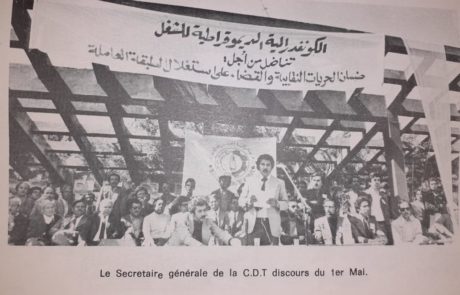 الكونفدرالية الديموقراطية للشغل
تناضل من أجل:
ضمان الحريات النقابية والقضاء على استغلال الطبقة العاملة
Le Secretaire générale de la C.D.T discours du 1er Mai.